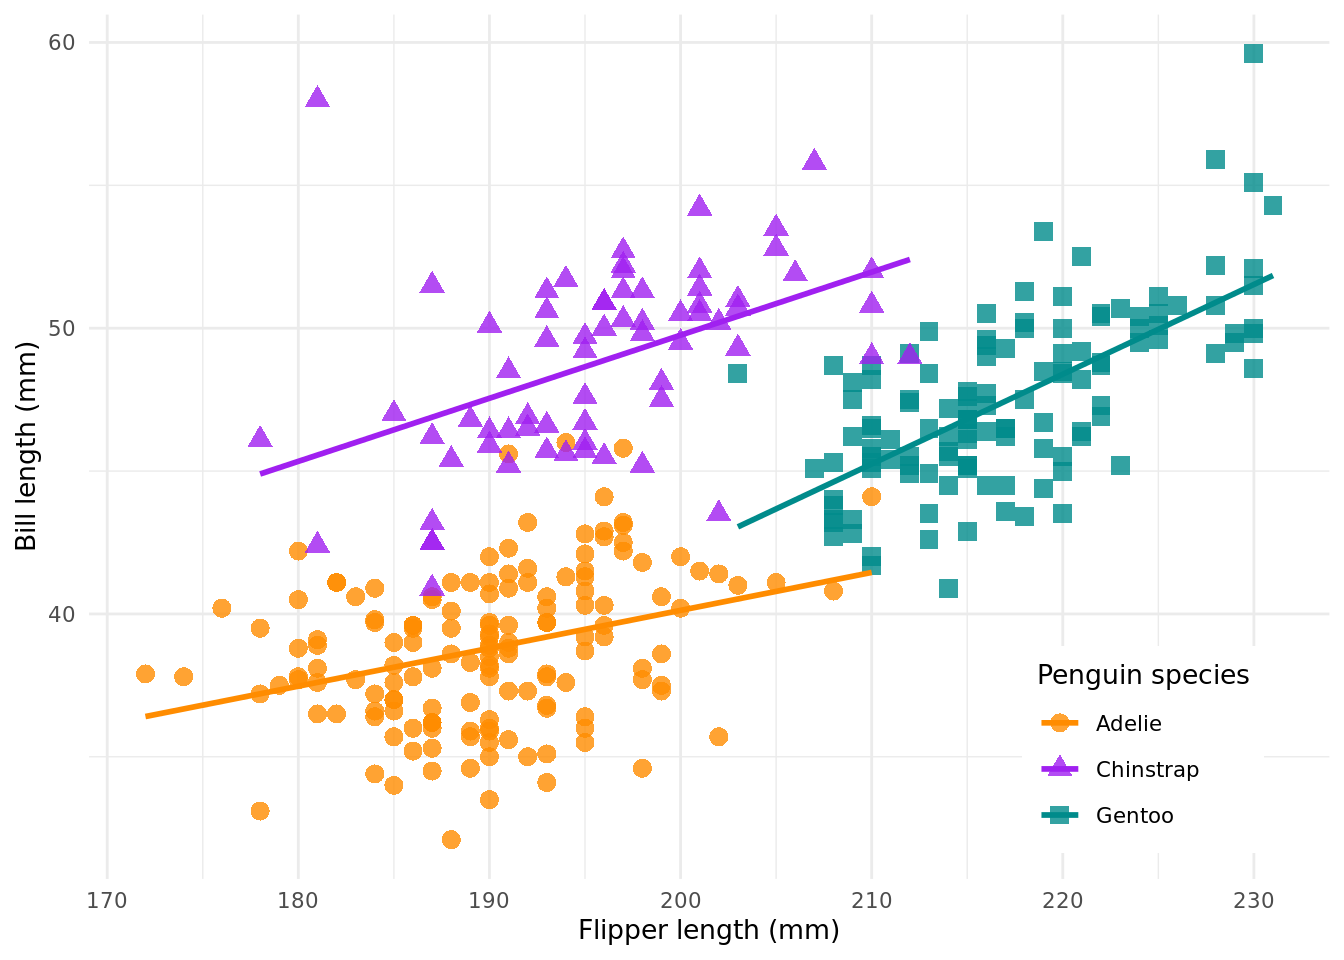 60
50
40
Bill length (mm)
Penguin species
Adelie
Chinstrap
Gentoo
170 180 190 200 210 220 230
Flipper length (mm)